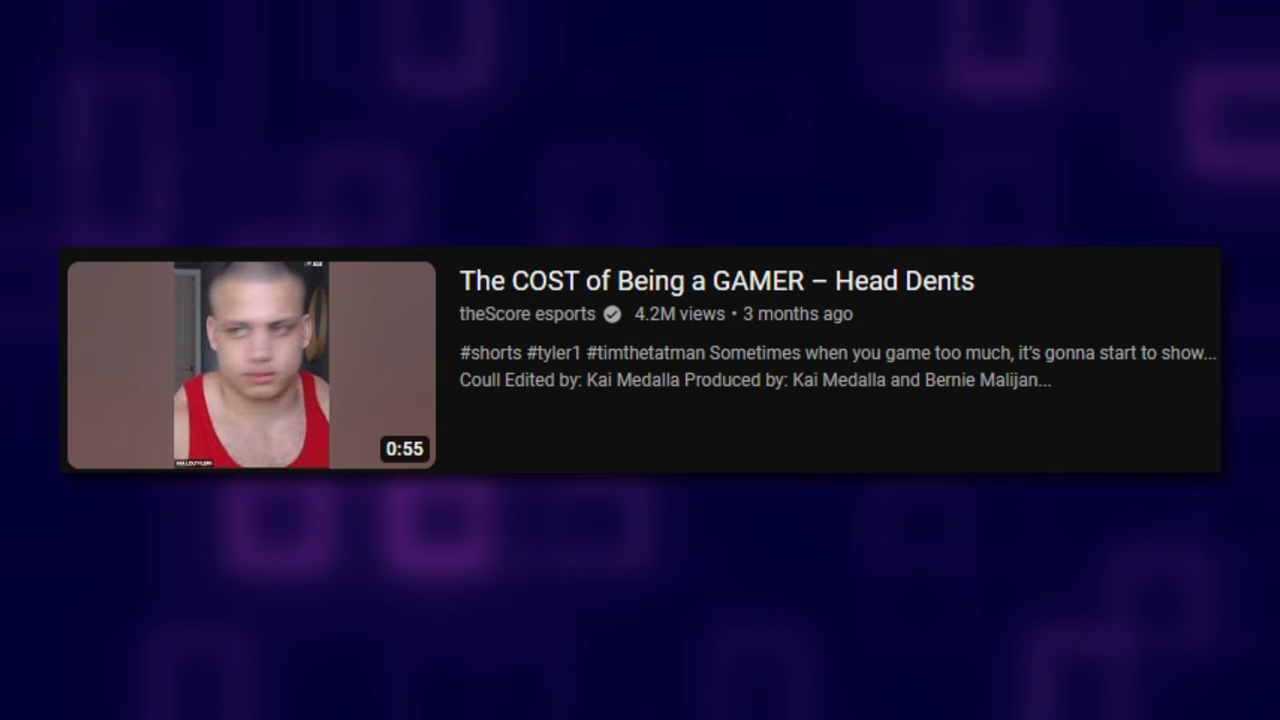 The COST of Being a GAMER – Head Dents
theScore esports 4.2M views • 3 months ago
#shorts #tyler1 #timthetatman Sometimes when you game too much, it's gonna start to show...
Coull Edited by: Kai Medalla Produced by: Kai Medalla and Bernie Malijan...
0:55